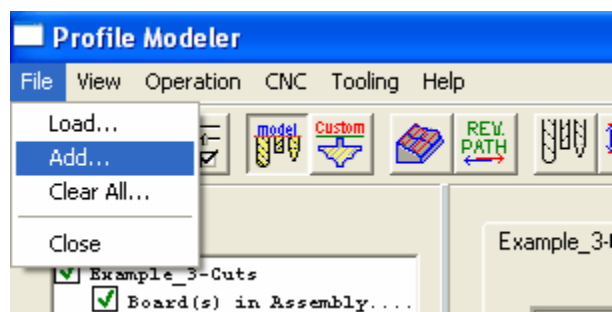 Profile Modeler
File View Operation CNC Tooling Help
Load...
Add...
Clear All...
Close
model
Custom
REV.
PATH
Example_3-
Example_3-Cuts
Board(s) in Assembly....